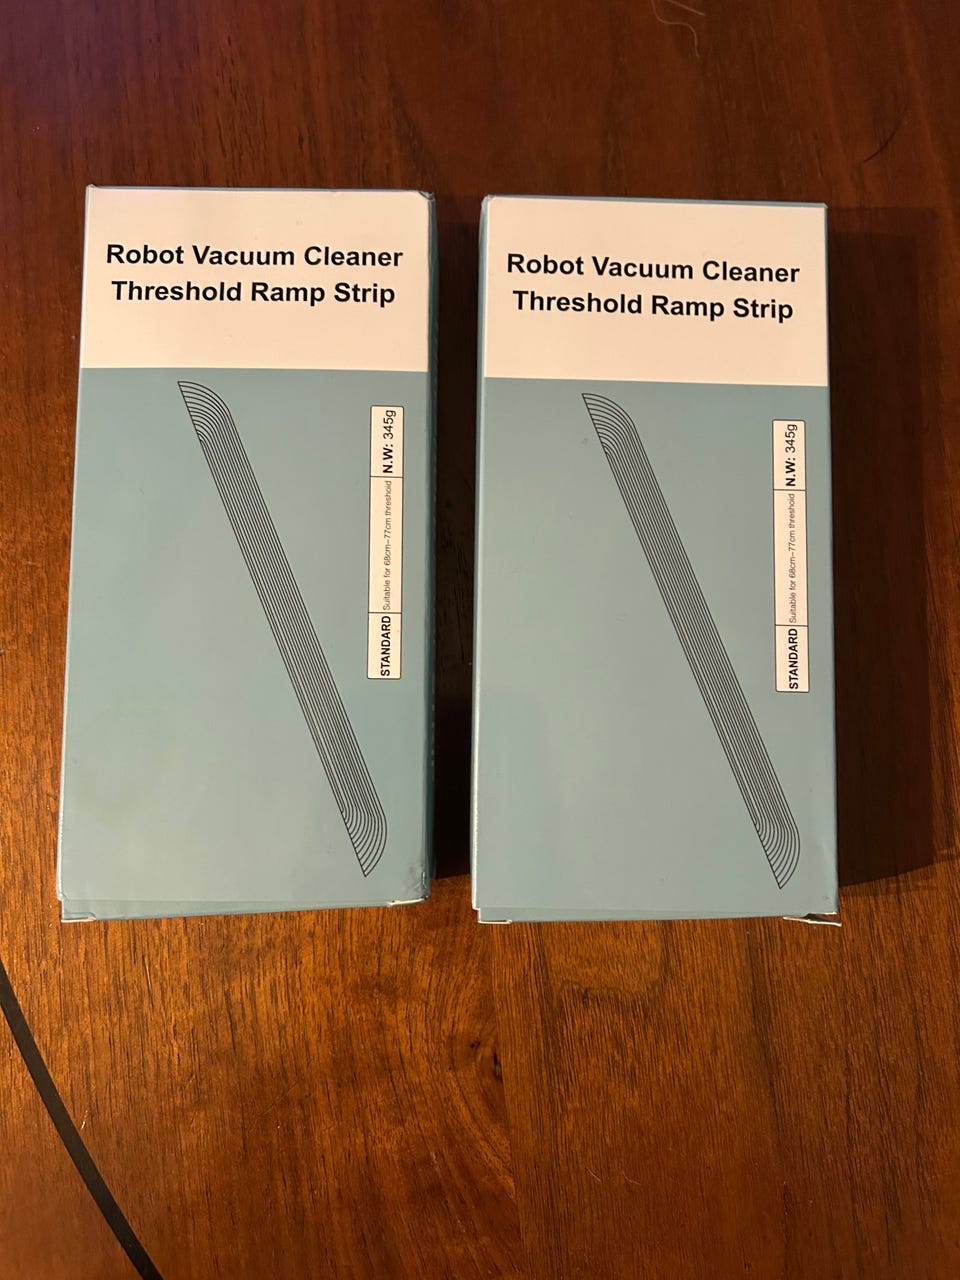 Robot Vacuum Cleaner
Threshold Ramp Strip
STANDARD Suitable for 68cm-77cm threshold N.W: 345g
Robot Vacuum Cleaner
Threshold Ramp Strip
STANDARD Suitable for 68cm-77cm threshold N.W: 345g